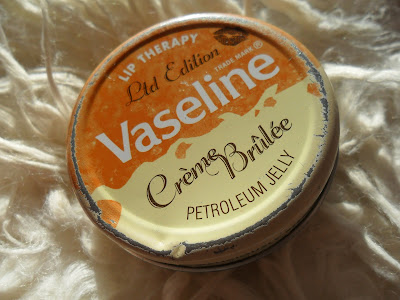 LIP THERAPY
Ltd Edition
Vaseline
TRADE MARK ®
Crème Brûlée
PETROLEUM JELLY